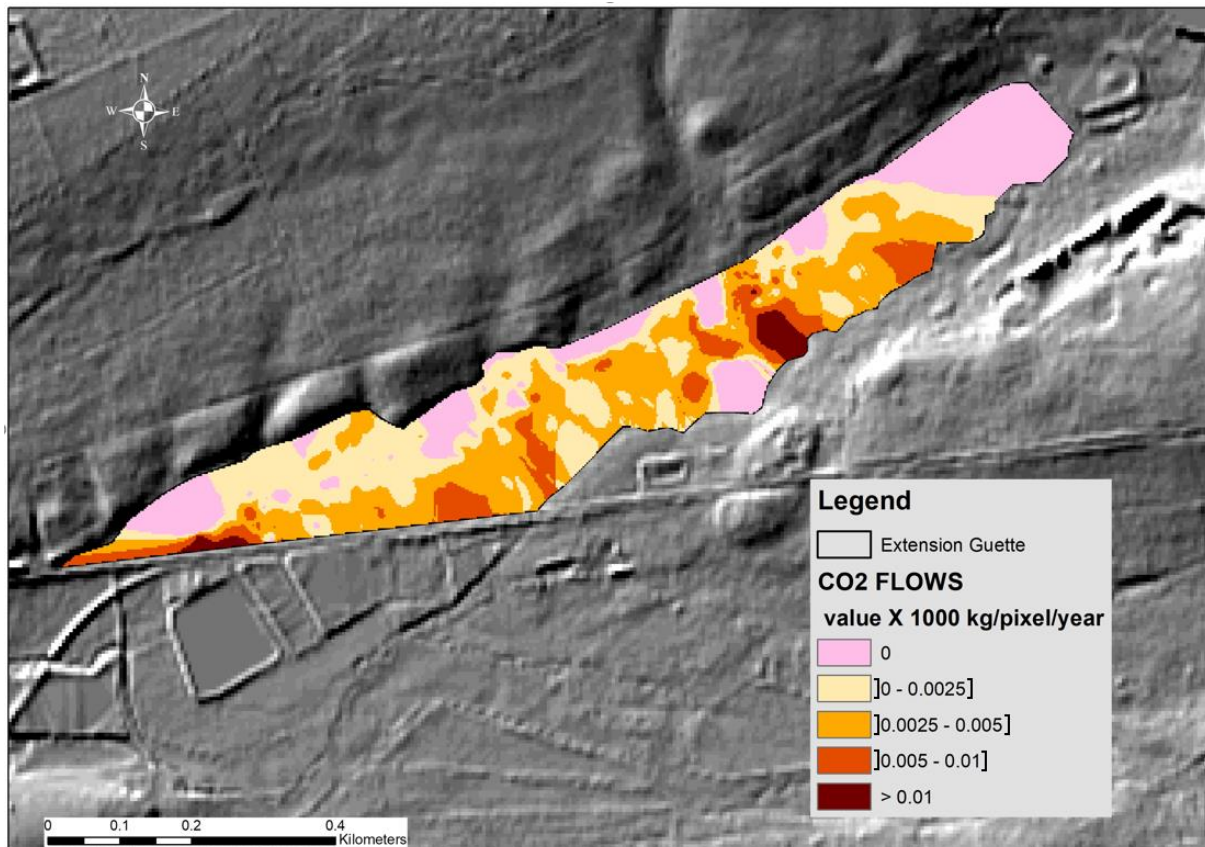 N
W E
S
Legend
Extension Guette
CO2 FLOWS
value X 1000 kg/pixel/year
0
]0 - 0.0025]
]0.0025 - 0.005]
]0.005 - 0.01]
> 0.01
0 0.1 0.2 0.4
Kilometers